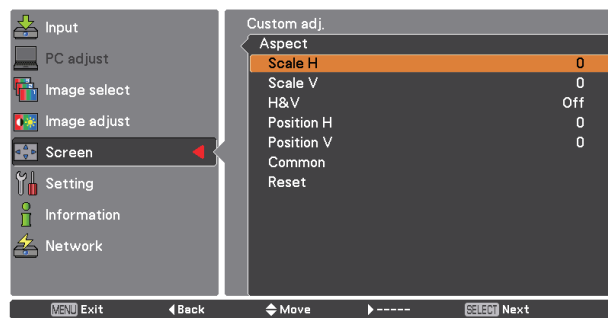 Input
PC adjust
Image select
Image adjust
Screen
Setting
Information
Network
Custom adj.
Aspect
Scale H 0
Scale V 0
H&V Off
Position H 0
Position V 0
Common
Reset
MENU Exit Back Move ----- SELECT Next